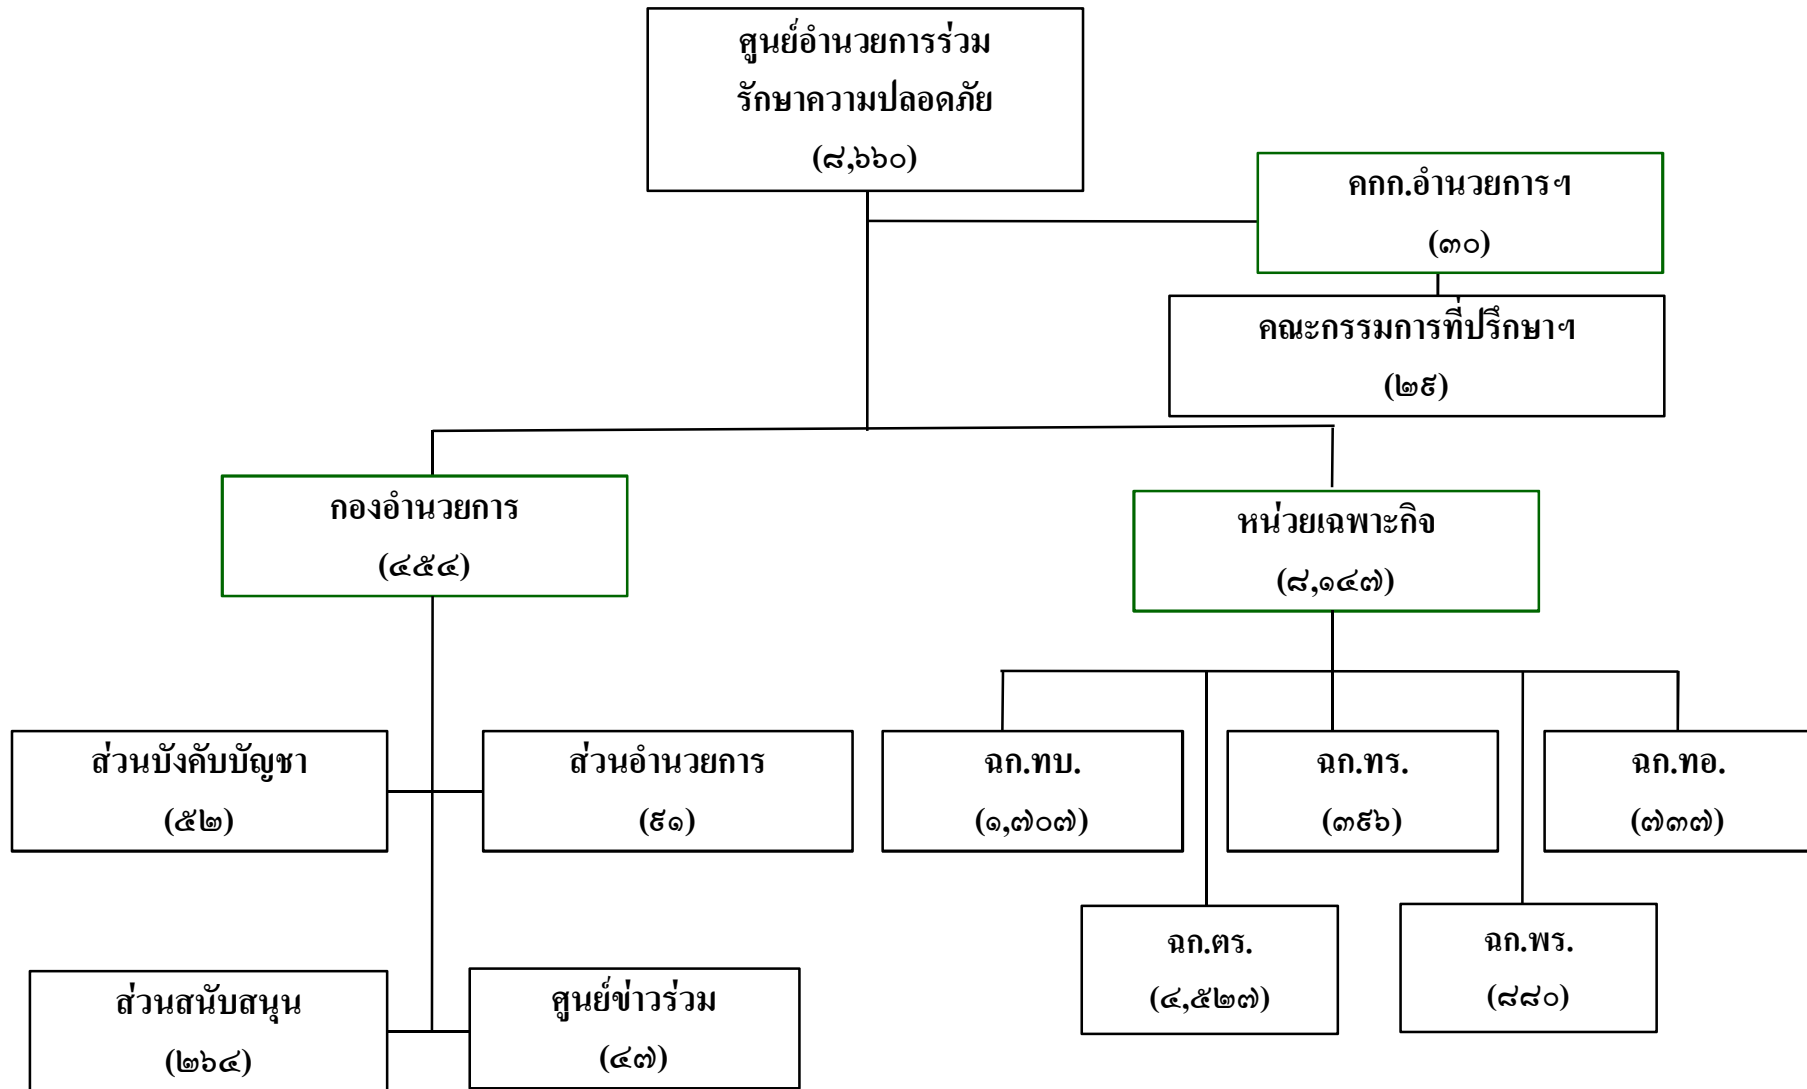 ศูนย์อำนวยการร่วม
รักษาความปลอดภัย
(๘,๖๖๐)
คกก.อำนวยการฯ
(๓๐)
คณะกรรมการที่ปรึกษาฯ
(๒๙)
กองอำนวยการ
(๔๕๔)
หน่วยเฉพาะกิจ
(๘,๑๔๗)
ส่วนบังคับบัญชา
(๕๒)
ส่วนอำนวยการ
(๙๑)
ฉก.ทบ.
(๑,๗๐๗)
ฉก.ทร.
(๓๙๖)
ฉก.ทอ.
(๗๓๗)
ฉก.ตร.
(๔,๕๒๗)
ฉก.พร.
(๘๘๐)
ส่วนสนับสนุน
(๒๖๔)
ศูนย์ข่าวร่วม
(๔๗)